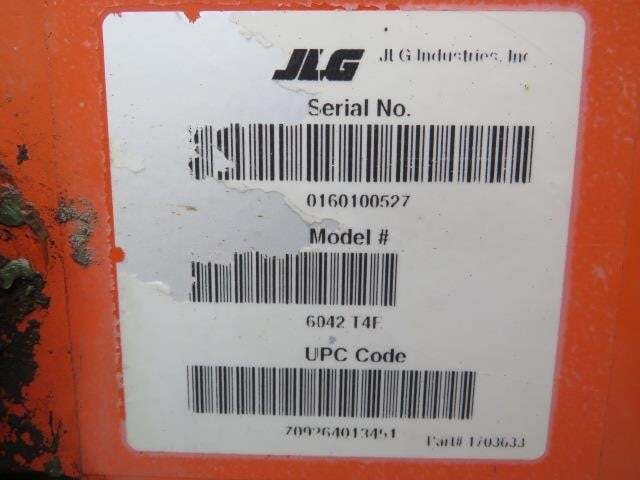 JLG JLG Industries, Inc
Serial No.
0160100527
Model #
6042 T4F
UPC Code
709264013451
Part# 1703633